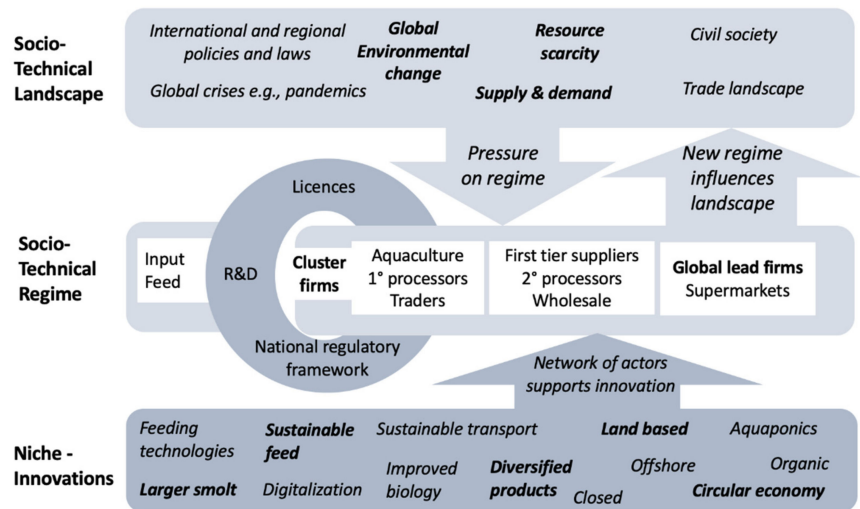 Socio-
Technical
Landscape
International and regional
policies and laws
Global
Environmental
change
Resource
scarcity
Civil society
Global crises e.g., pandemics
Supply & demand
Trade landscape
Pressure
on regime
New regime
influences
landscape
Socio-
Technical
Regime
Licences
Input
Feed
R&D
Cluster
firms
Aquaculture
1° processors
Traders
First tier suppliers
2° processors
Wholesale
Global lead firms
Supermarkets
National regulatory
framework
Network of actors
supports innovation
Niche -
Innovations
Feeding
technologies
Sustainable
feed
Sustainable transport
Land based
Aquaponics
Larger smolt
Digitalization
Improved
biology
Diversified
products
Closed
Offshore
Organic
Circular economy